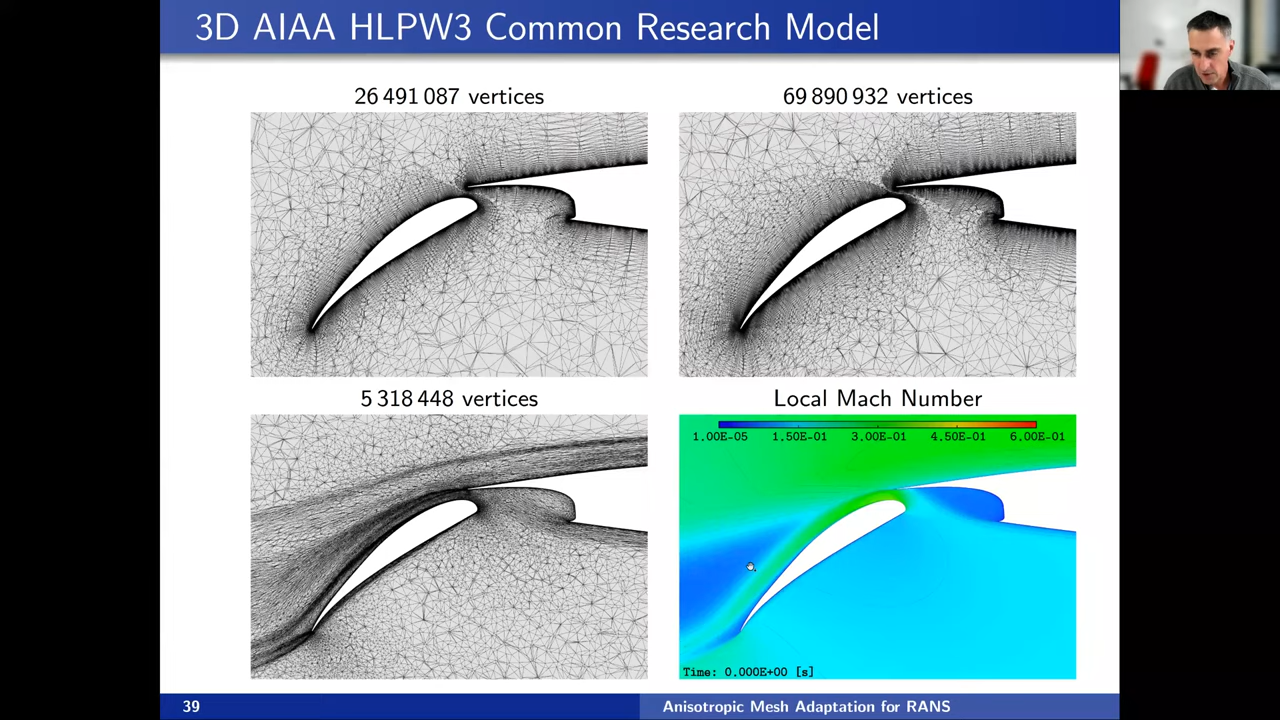 3D AIAA HLPW3 Common Research Model
26 491 087 vertices
69 890 932 vertices
5 318 448 vertices
Local Mach Number
1.00E-05 1.50E-01 3.00E-01 4.50E-01 6.00E-01
Time: 0.000E+00 [s]
39
Anisotropic Mesh Adaptation for RANS